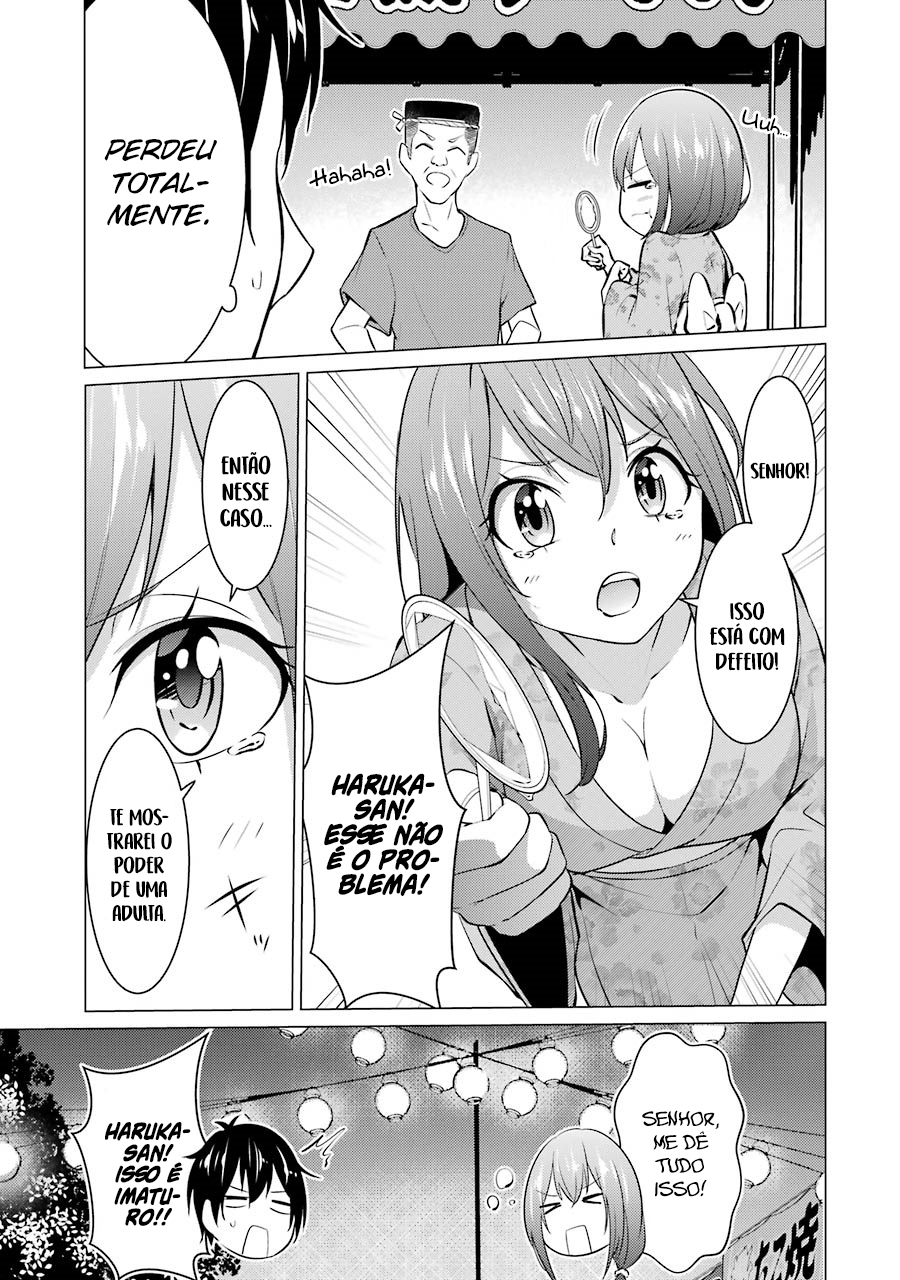 Uuh...
Hahaha!
PERDEU
TOTAL-
MENTE.
SENHOR!
ISSO
ESTÁ COM
DEFEITO!
HARUKA-
SAN!
ESSE NÃO
É O PRO-
BLEMA!
ENTÃO
NESSE
CASO...
TE MOS-
TRAREI O
PODER
DE UMA
ADULTA.
SENHOR,
ME DÊ
TUDO
ISSO!
HARUKA-
SAN!
ISSO É
IMATU-
RO!!